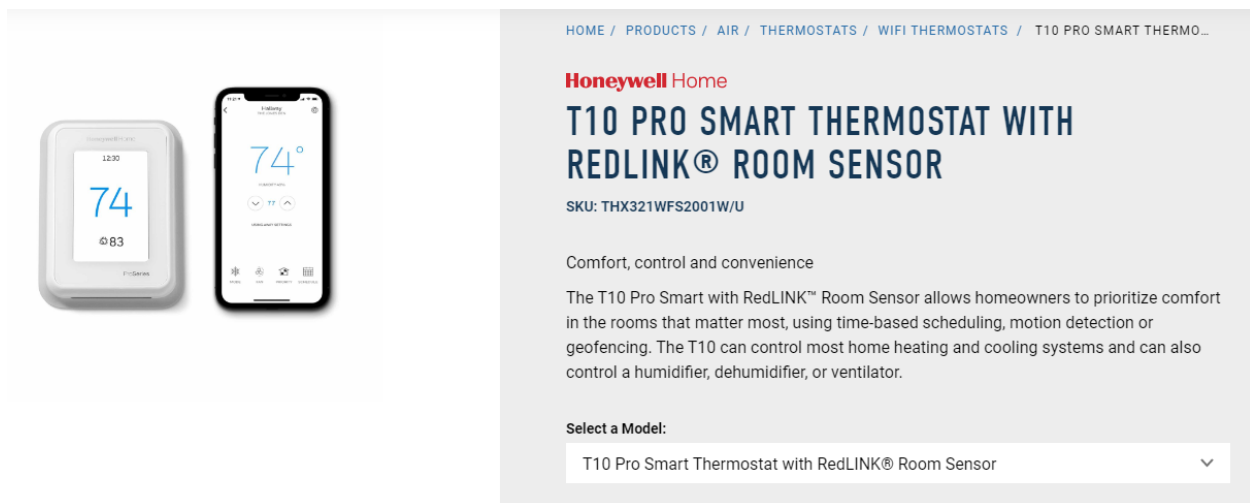 HOME / PRODUCTS / AIR / THERMOSTATS / WIFI THERMOSTATS / T10 PRO SMART THERMO...
Honeywell Home
T10 PRO SMART THERMOSTAT WITH
REDLINK® ROOM SENSOR
SKU: THX321WFS2001W/U
Comfort, control and convenience
The T10 Pro Smart with RedLINK™ Room Sensor allows homeowners to prioritize comfort
in the rooms that matter most, using time-based scheduling, motion detection or
geofencing. The T10 can control most home heating and cooling systems and can also
control a humidifier, dehumidifier, or ventilator.
Select a Model:
T10 Pro Smart Thermostat with RedLINK® Room Sensor
Honeywell Home
12:30
74
83
ProSeries
74°
77